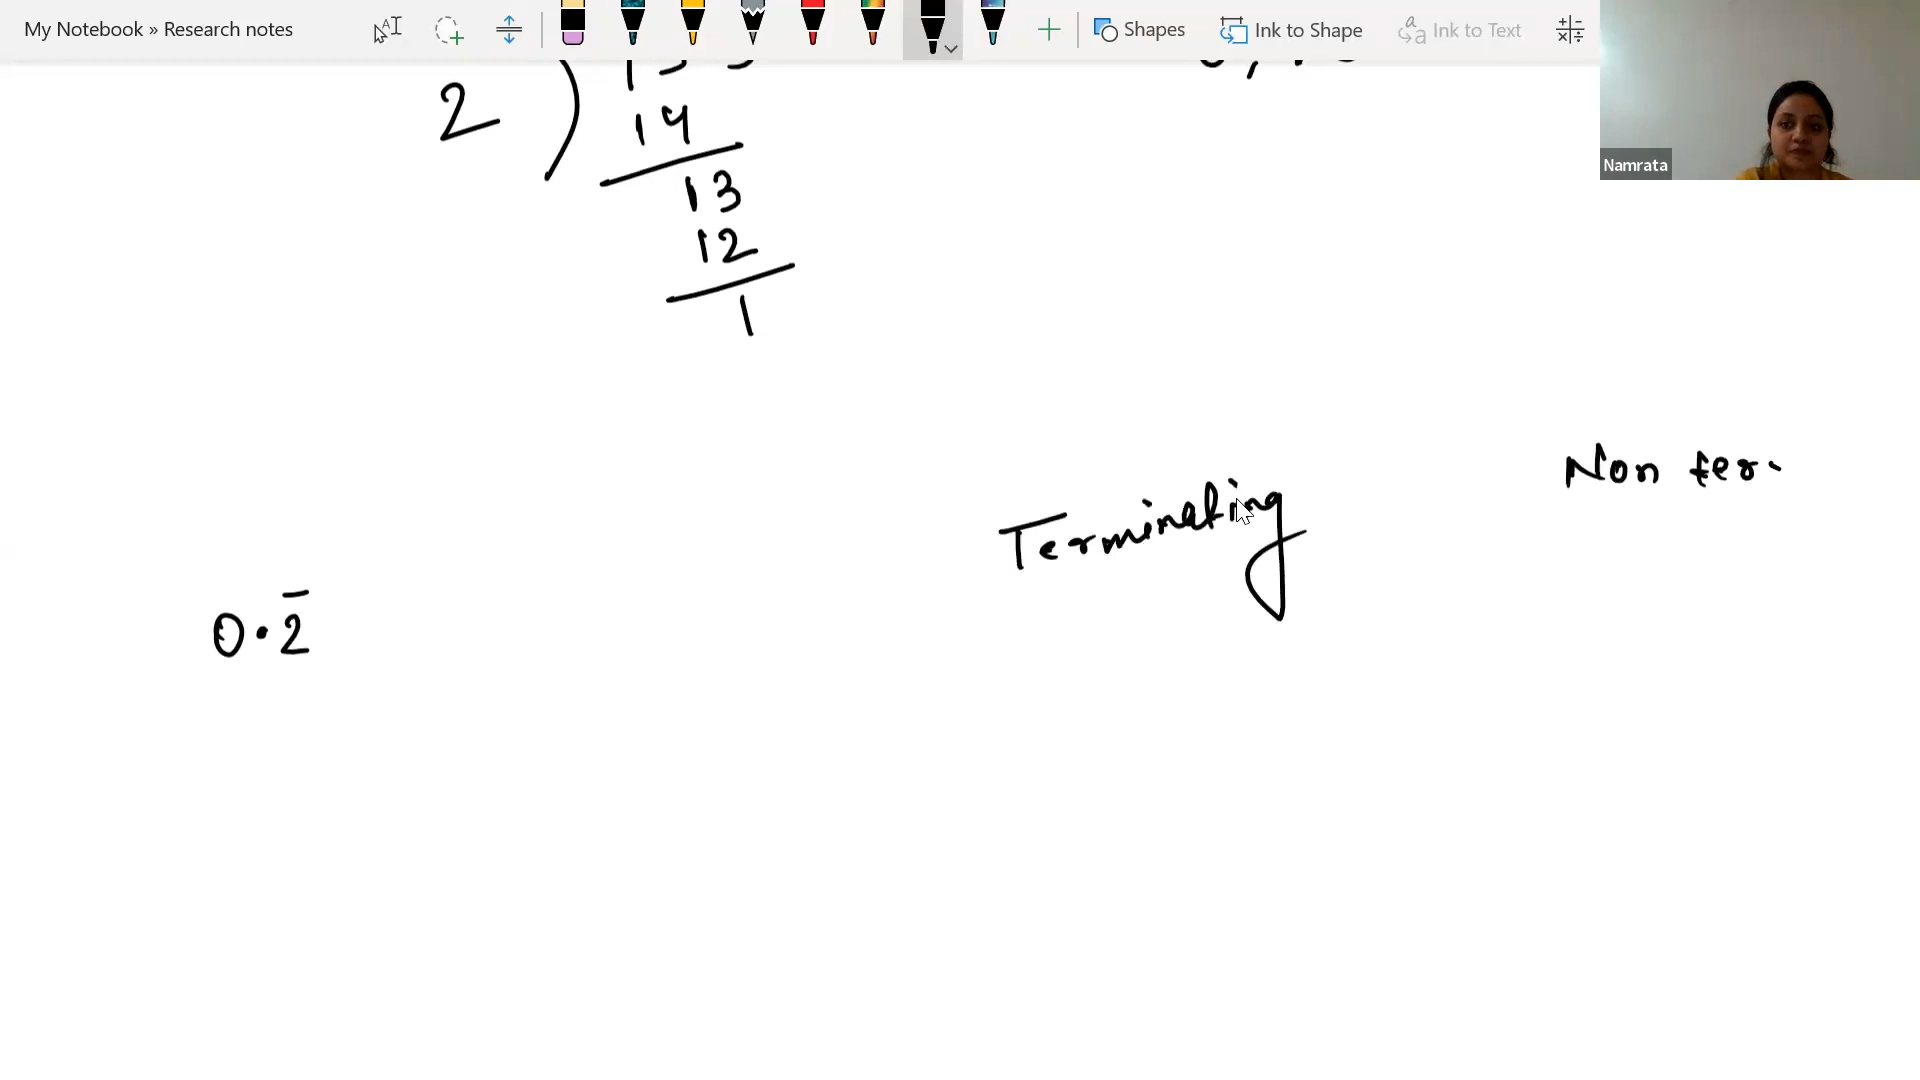 My Notebook » Research notes
Shapes
Ink to Shape
Ink to Text
Namrata
2 )
14
13
12
1
Non ter.
Terminating
0.2̅